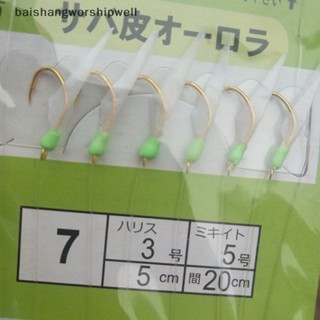 baishangworshipwell
サバ皮オーロラ
7
ハリス
3号
5cm
ミキイト
5号
間20cm